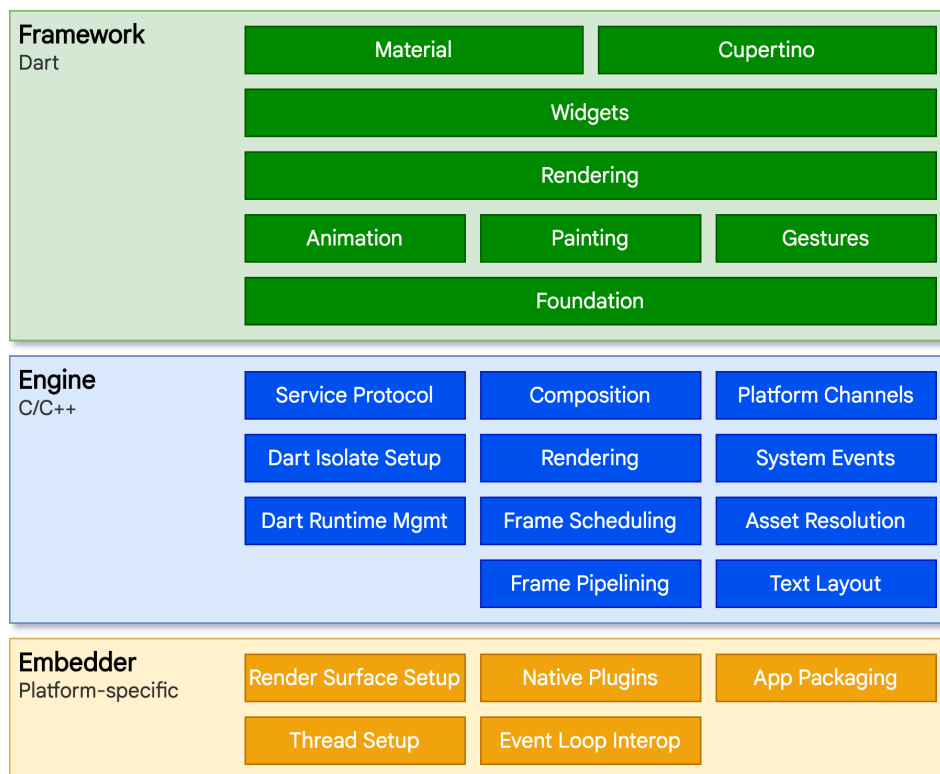 Framework
Dart
Material
Cupertino
Widgets
Rendering
Animation
Painting
Gestures
Foundation
Engine
C/C++
Service Protocol
Composition
Platform Channels
Dart Isolate Setup
Rendering
System Events
Dart Runtime Mgmt
Frame Scheduling
Asset Resolution
Frame Pipelining
Text Layout
Embedder
Platform-specific
Render Surface Setup
Native Plugins
App Packaging
Thread Setup
Event Loop Interop